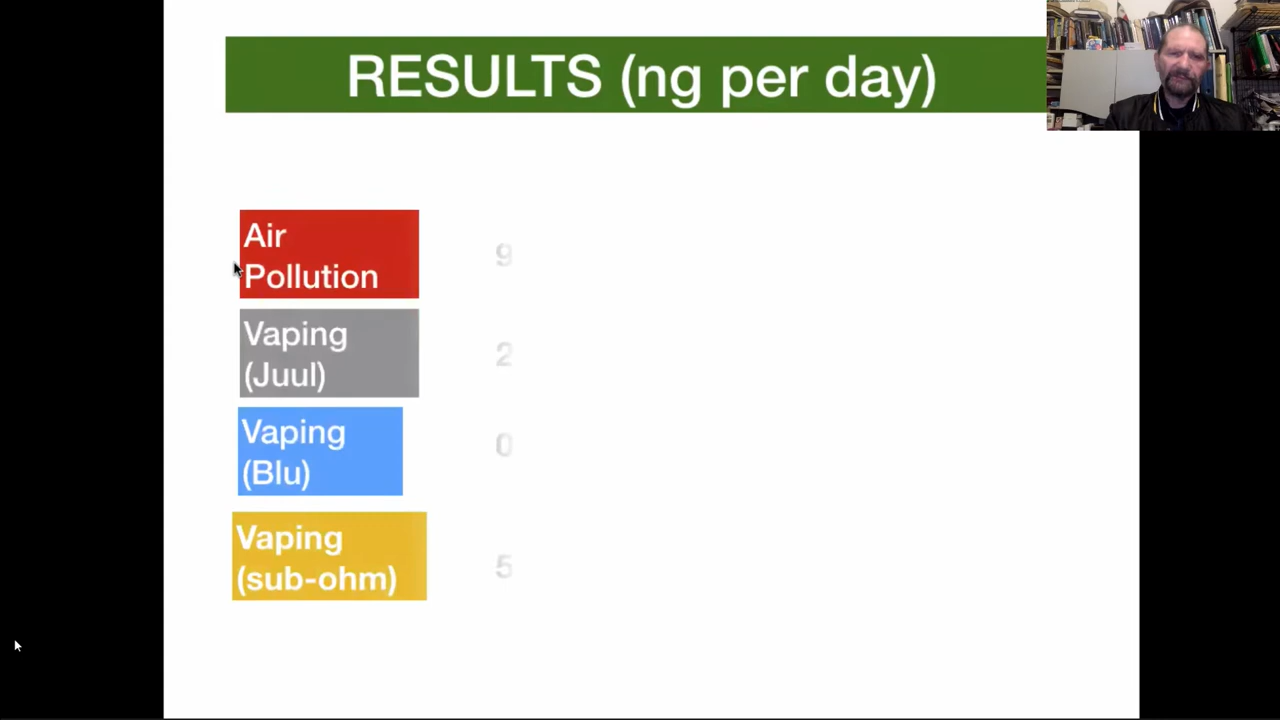 RESULTS (ng per day)
Air
Pollution
9
Vaping
(Juul)
2
Vaping
(Blu)
0
Vaping
(sub-ohm)
5